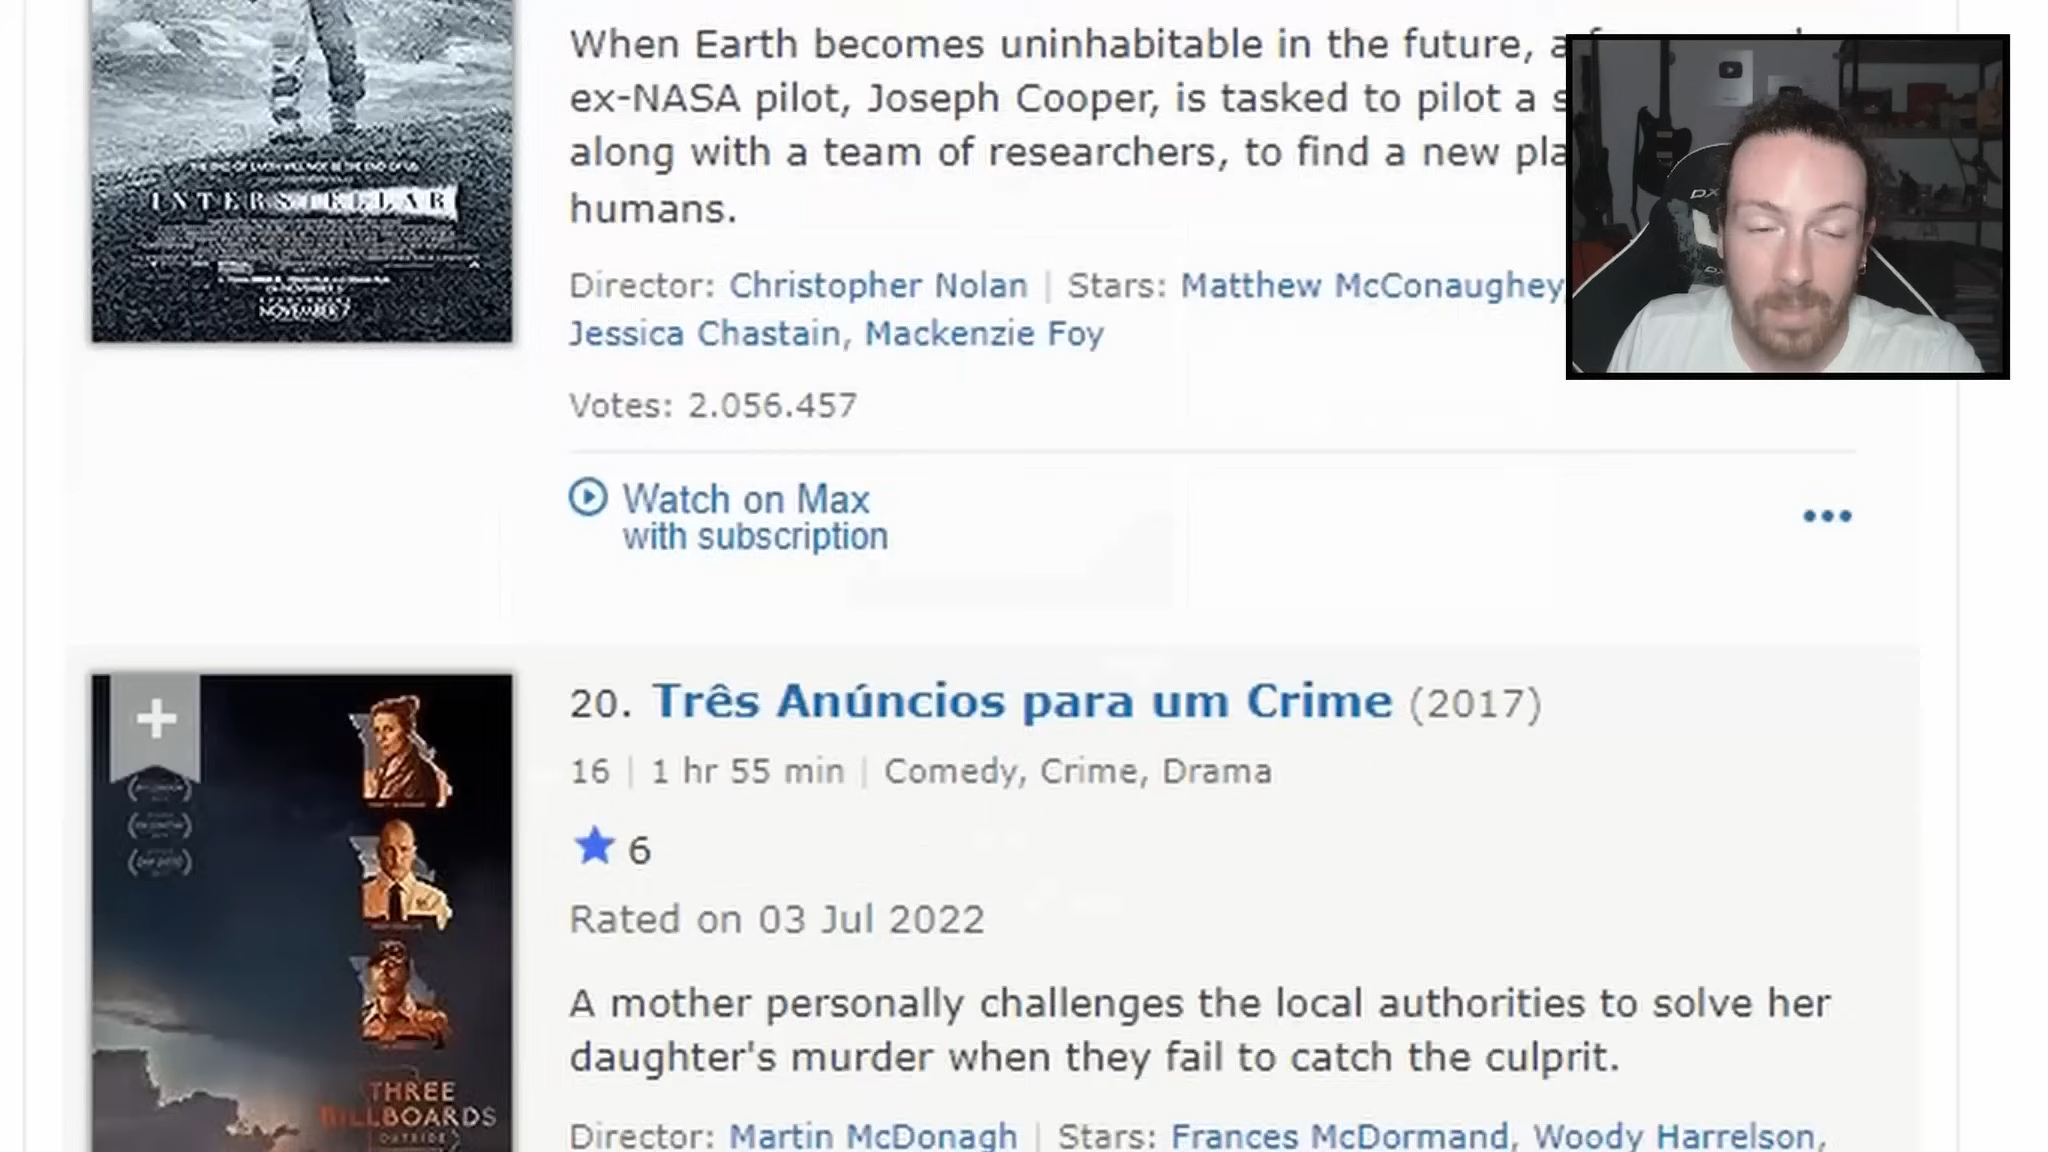 When Earth becomes uninhabitable in the future, a
ex-NASA pilot, Joseph Cooper, is tasked to pilot a s
along with a team of researchers, to find a new pla
humans.
INTERSTELLAR
NOVEMBER 7
Director: Christopher Nolan | Stars: Matthew McConaughey,
Jessica Chastain, Mackenzie Foy
Votes: 2.056.457
Watch on Max
with subscription
20. Três Anúncios para um Crime (2017)
16 | 1 hr 55 min | Comedy, Crime, Drama
6
Rated on 03 Jul 2022
A mother personally challenges the local authorities to solve her
daughter's murder when they fail to catch the culprit.
THREE
BILLBOARDS
OUTSIDE
Director: Martin McDonagh | Stars: Frances McDormand, Woody Harrelson,